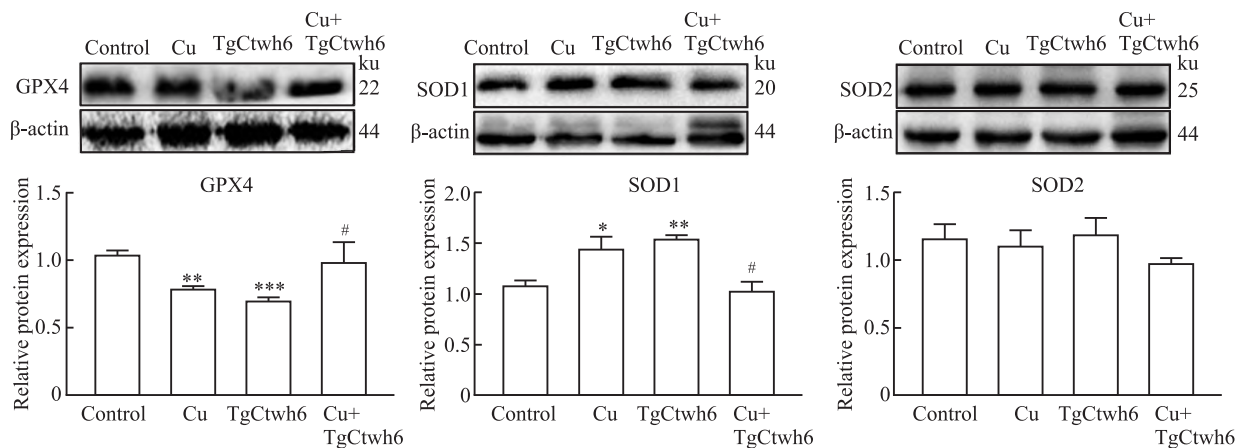 Control Cu TgCtwh6 Cu+
TgCtwh6
ku
GPX4 22
β-actin 44
GPX4
Relative protein expression
1.5
1.0
0.5
0
** *** #
Control Cu TgCtwh6 Cu+
TgCtwh6
Control Cu TgCtwh6 Cu+
TgCtwh6
ku
SOD1 20
β-actin 44
SOD1
Relative protein expression
2.0
1.5
1.0
0.5
0
* ** #
Control Cu TgCtwh6 Cu+
TgCtwh6
Control Cu TgCtwh6 Cu+
TgCtwh6
ku
SOD2 25
β-actin 44
SOD2
Relative protein expression
1.5
1.0
0.5
0
Control Cu TgCtwh6 Cu+
TgCtwh6